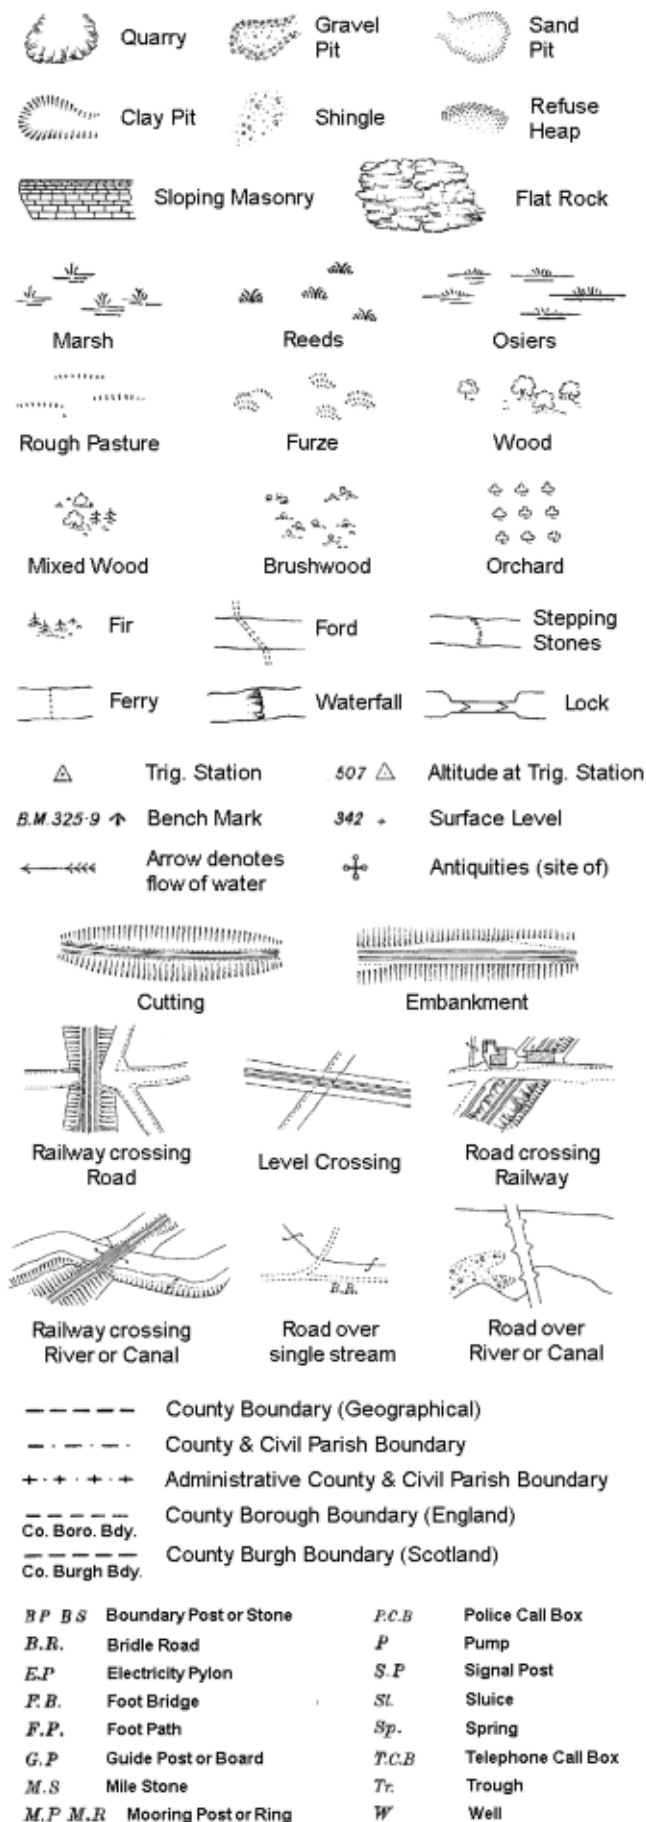 Quarry
Gravel
Pit
Sand
Pit
Clay Pit
Shingle
Refuse
Heap
Sloping Masonry
Flat Rock
Marsh
Reeds
Osiers
Rough Pasture
Furze
Wood
Mixed Wood
Brushwood
Orchard
Fir
Ford
Stepping
Stones
Ferry
Waterfall
Lock
Trig. Station
507
Altitude at Trig. Station
B.M.325·9
Bench Mark
342
Surface Level
Arrow denotes
flow of water
Antiquities (site of)
Cutting
Embankment
Railway crossing
Road
Level Crossing
Road crossing
Railway
B.R.
Railway crossing
River or Canal
Road over
single stream
Road over
River or Canal
County Boundary (Geographical)
County & Civil Parish Boundary
Administrative County & Civil Parish Boundary
Co. Boro. Bdy.
County Borough Boundary (England)
Co. Burgh Bdy.
County Burgh Boundary (Scotland)
B P B S Boundary Post or Stone
P.C.B Police Call Box
B.R. Bridle Road
P Pump
E.P Electricity Pylon
S.P Signal Post
F.B. Foot Bridge
Sl. Sluice
F.P. Foot Path
Sp. Spring
G.P Guide Post or Board
T.C.B Telephone Call Box
M.S Mile Stone
Tr. Trough
M.P M.R Mooring Post or Ring
W Well